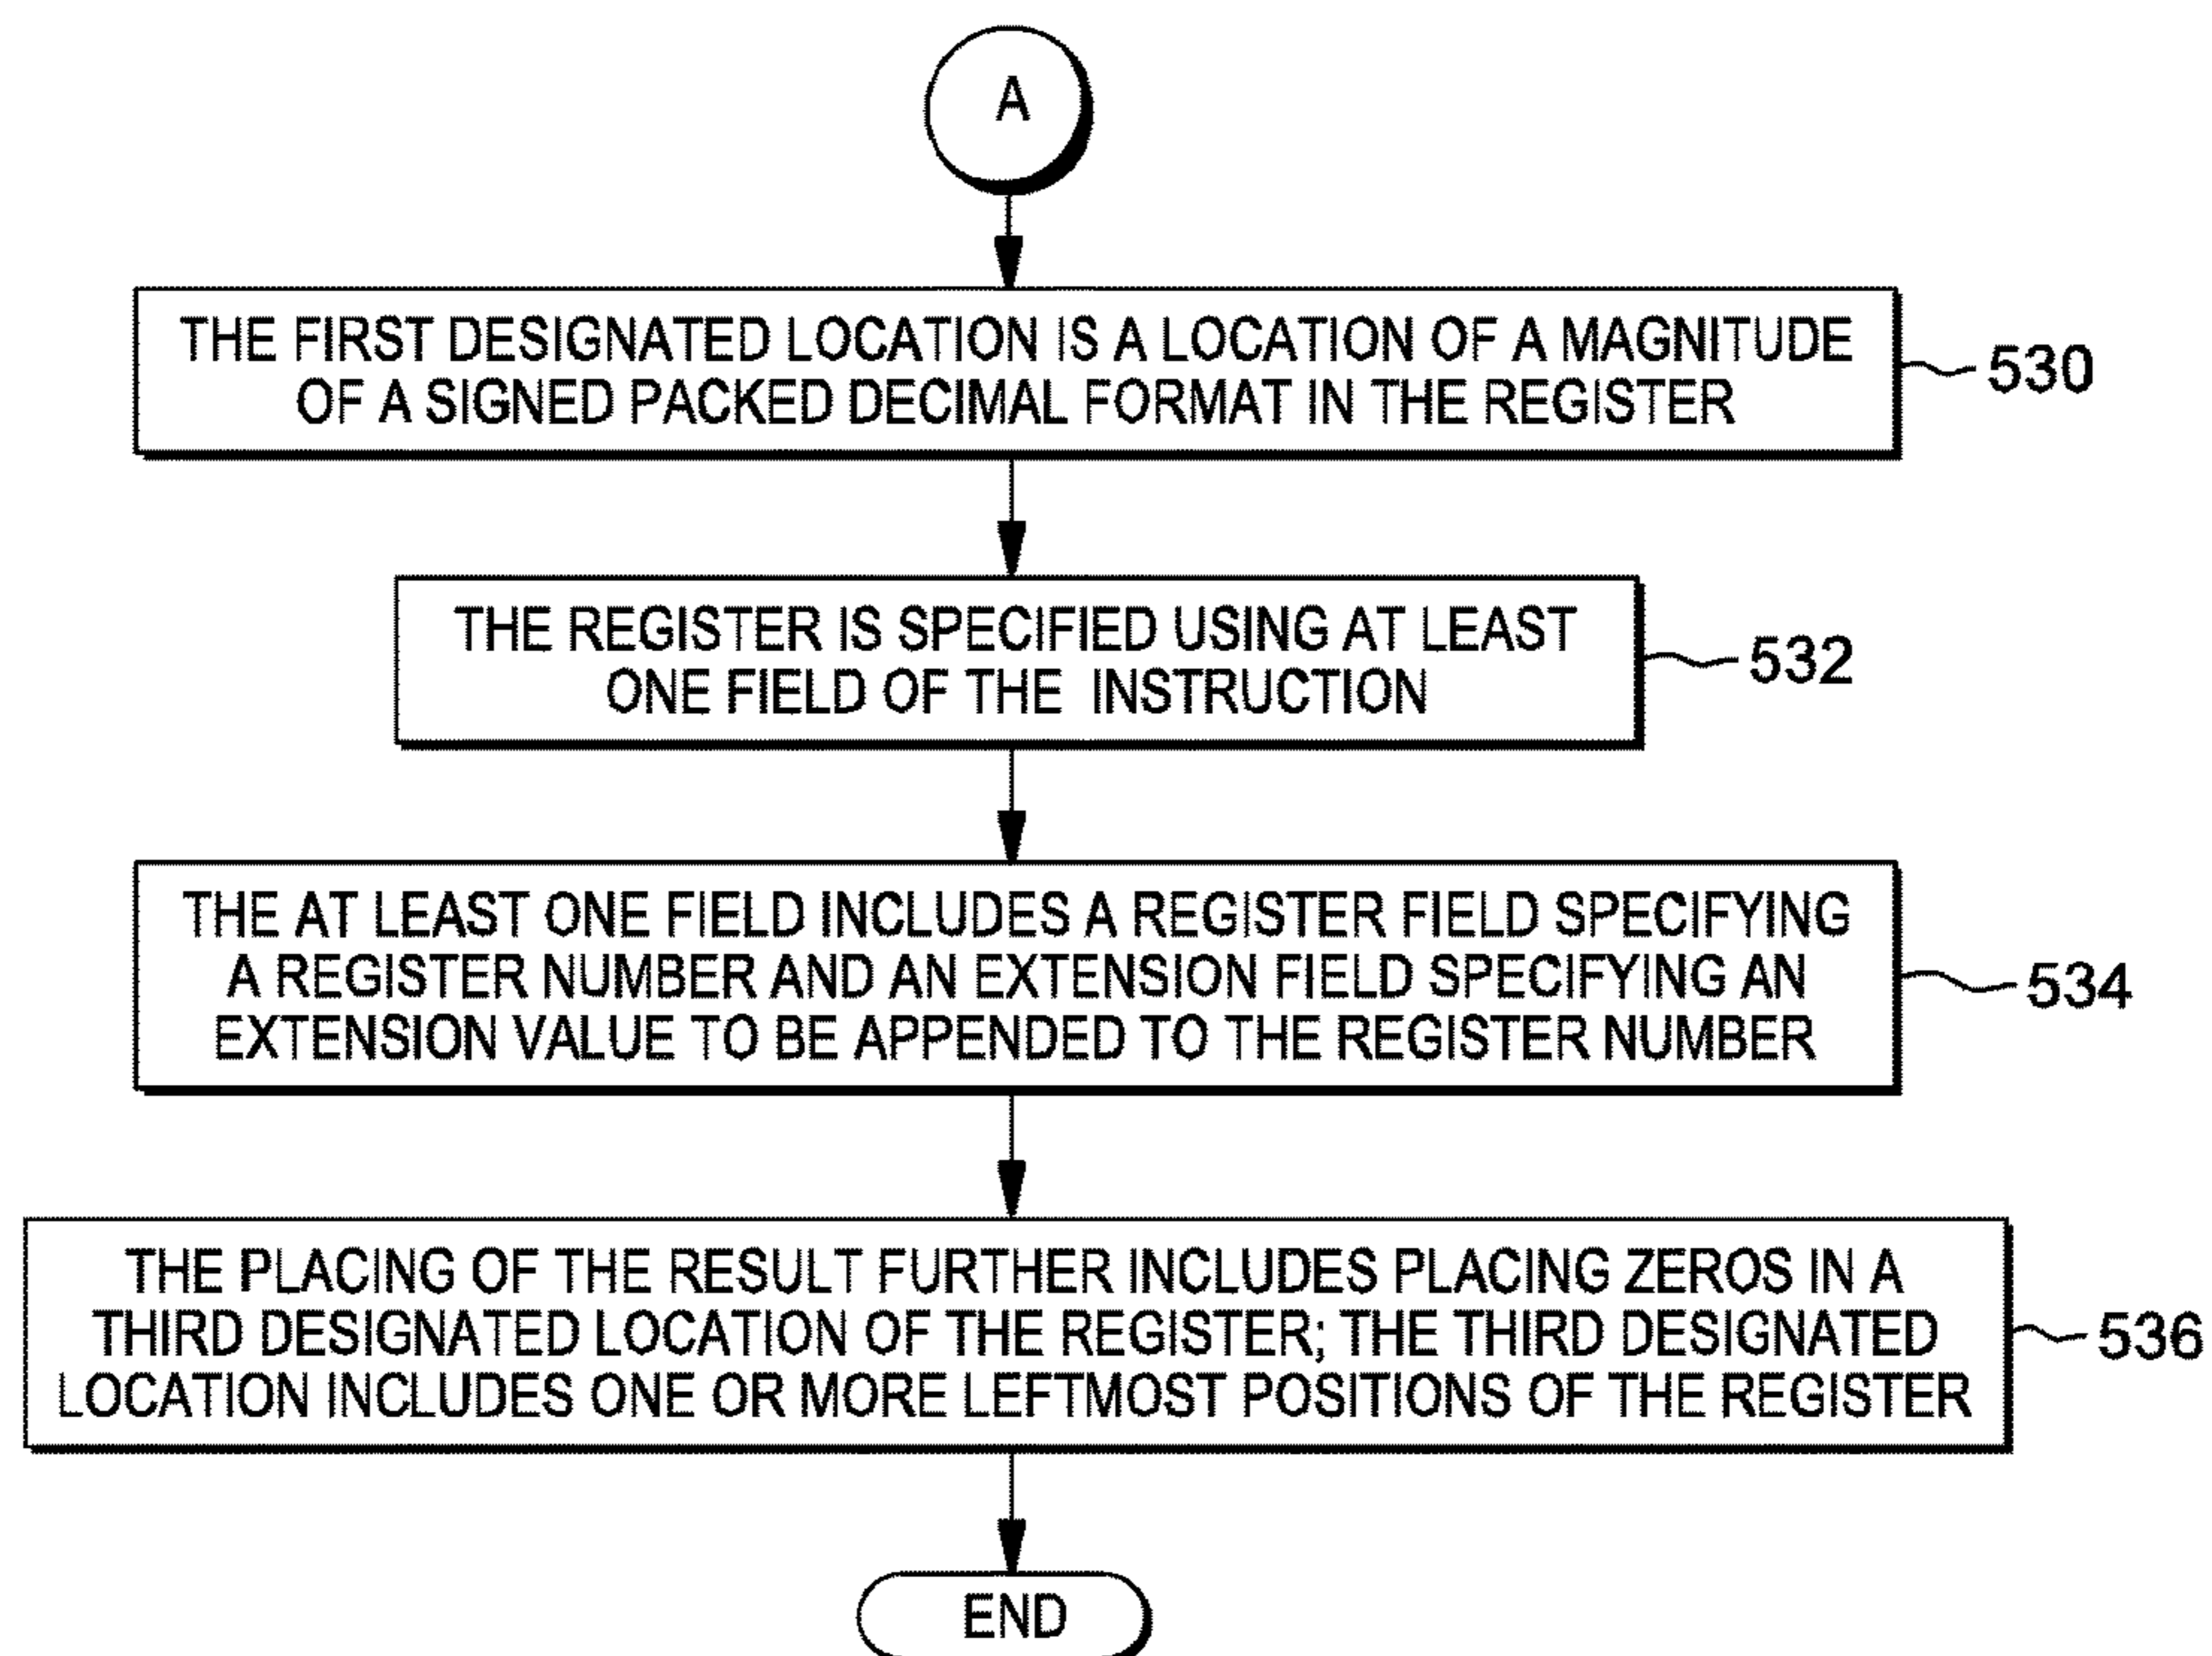 A
THE FIRST DESIGNATED LOCATION IS A LOCATION OF A MAGNITUDE
OF A SIGNED PACKED DECIMAL FORMAT IN THE REGISTER
530
THE REGISTER IS SPECIFIED USING AT LEAST
ONE FIELD OF THE INSTRUCTION
532
THE AT LEAST ONE FIELD INCLUDES A REGISTER FIELD SPECIFYING
A REGISTER NUMBER AND AN EXTENSION FIELD SPECIFYING AN
EXTENSION VALUE TO BE APPENDED TO THE REGISTER NUMBER
534
THE PLACING OF THE RESULT FURTHER INCLUDES PLACING ZEROS IN A
THIRD DESIGNATED LOCATION OF THE REGISTER; THE THIRD DESIGNATED
LOCATION INCLUDES ONE OR MORE LEFTMOST POSITIONS OF THE REGISTER
536
END